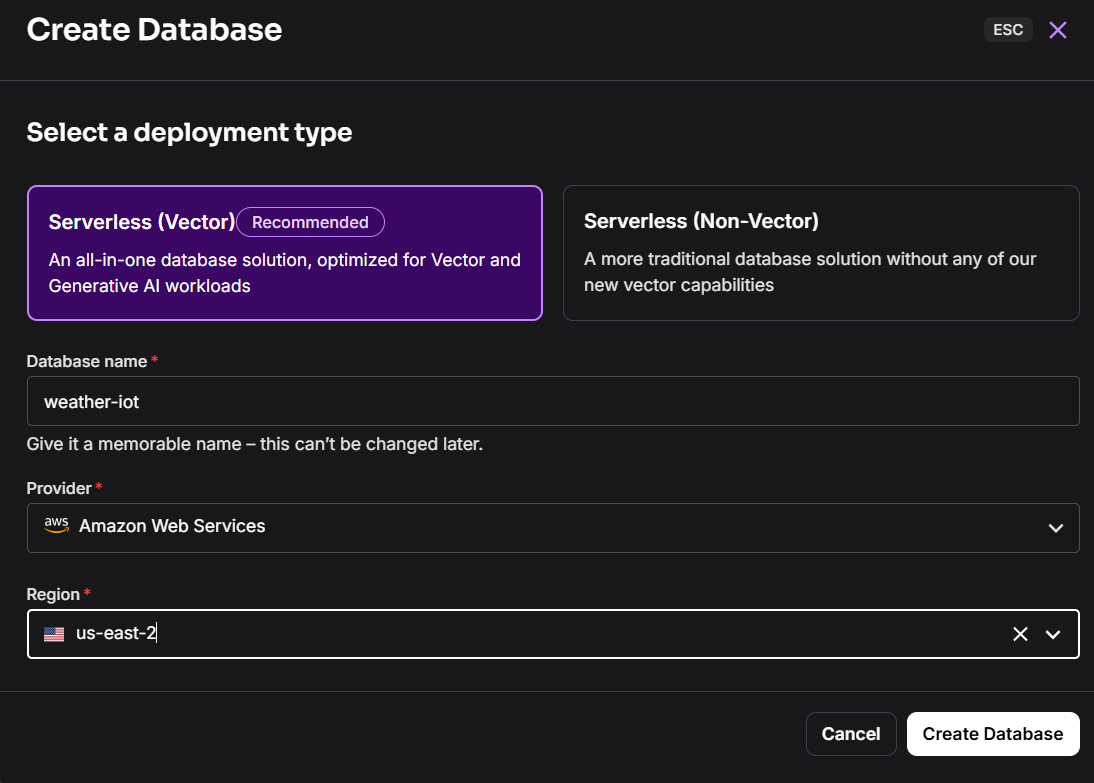 Create Database
ESC
Select a deployment type
Serverless (Vector) Recommended
An all-in-one database solution, optimized for Vector and
Generative AI workloads
Serverless (Non-Vector)
A more traditional database solution without any of our
new vector capabilities
Database name *
weather-iot
Give it a memorable name – this can't be changed later.
Provider *
aws Amazon Web Services
Region *
us-east-2
Cancel
Create Database